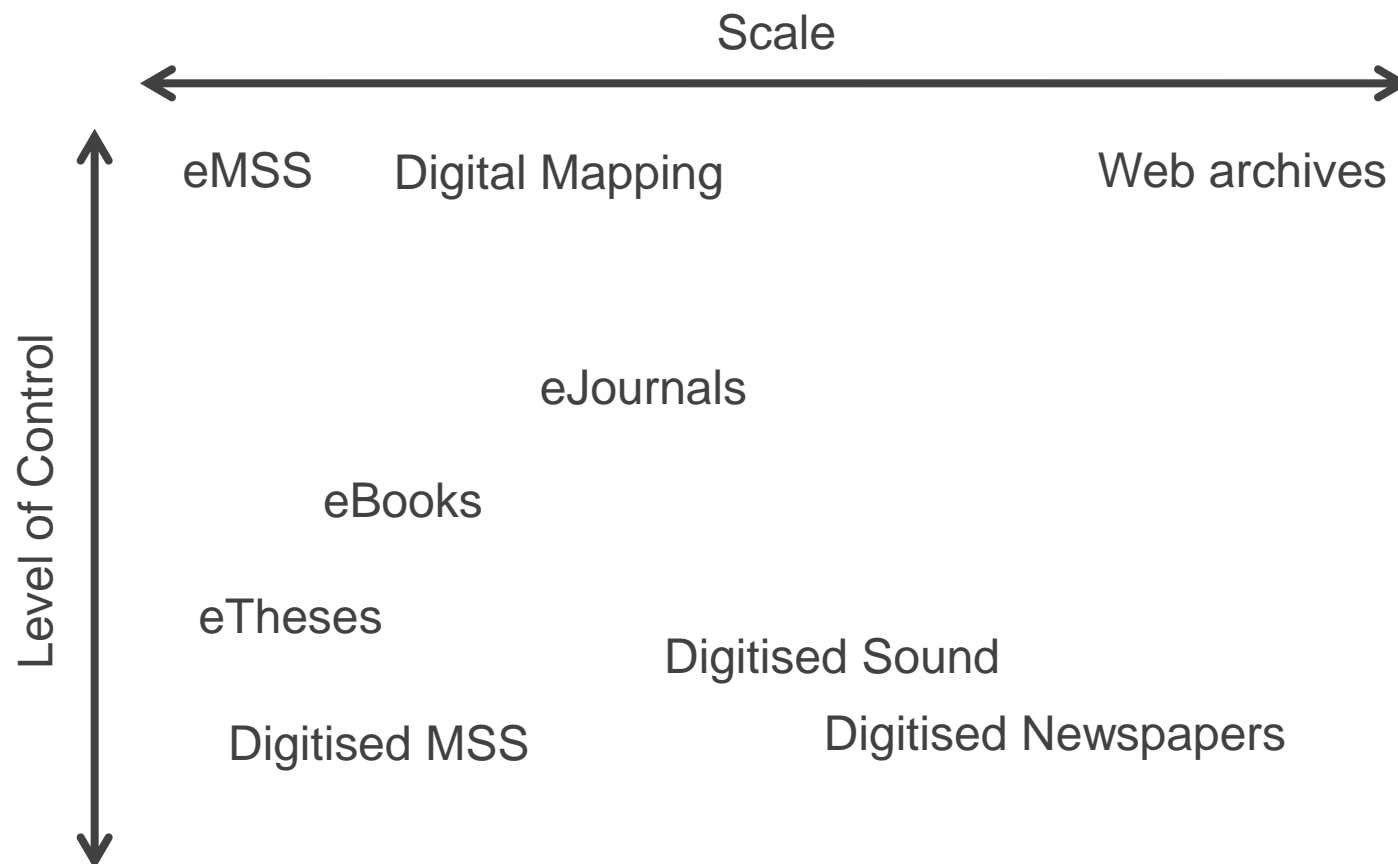 Scale
eMSS Digital Mapping Web archives
Level of Control
eJournals
eBooks
eTheses
Digitised Sound
Digitised MSS Digitised Newspapers